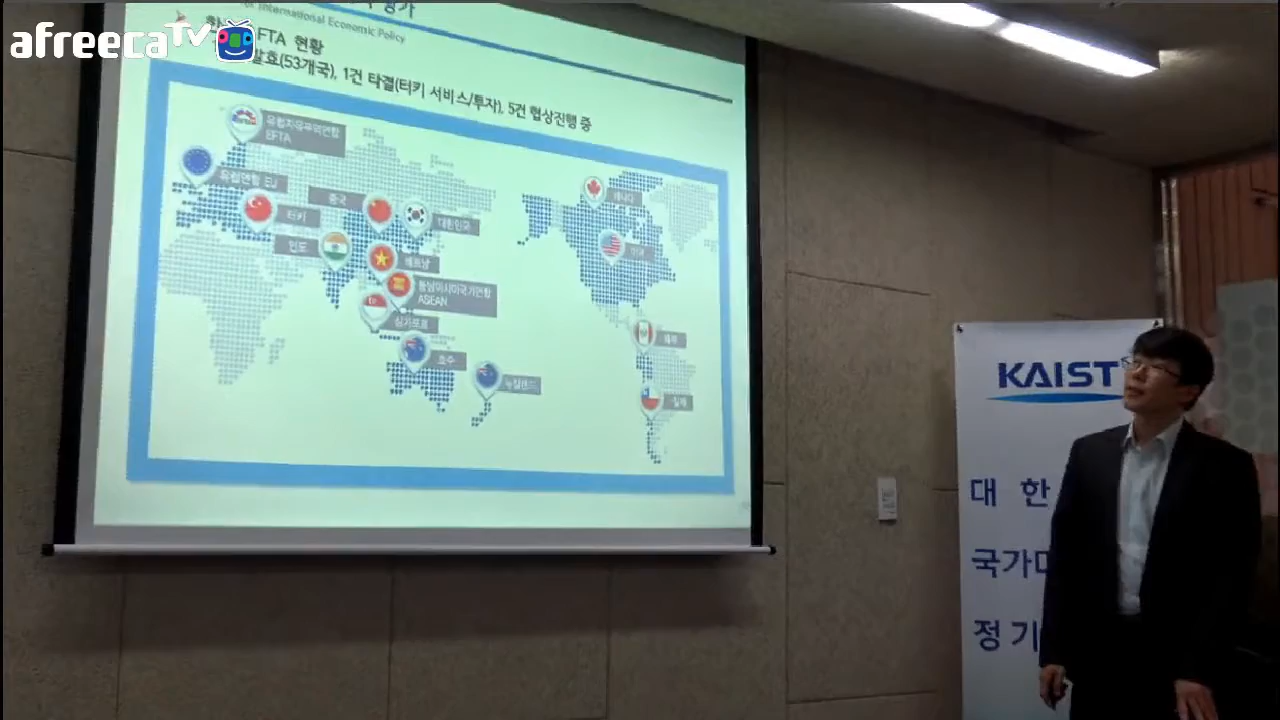 afreecaTV
평가
International Economic Policy
FTA 현황
발효(53개국), 1건 타결(터키 서비스/투자), 5건 협상진행 중
유럽자유무역연합
EFTA
유럽연합 EU
터키
중국
대한민국
인도
베트남
동남아시아국가연합
ASEAN
싱가포르
호주
뉴질랜드
캐나다
미국
페루
칠레
KAIST
대 한
국가미
정 기